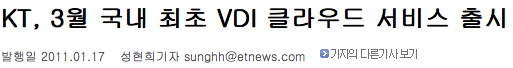 KT, 3월 국내 최초 VDI 클라우드 서비스 출시
발행일 2011.01.17 성현희기자 sunghh@etnews.com 기자의 다른기사 보기